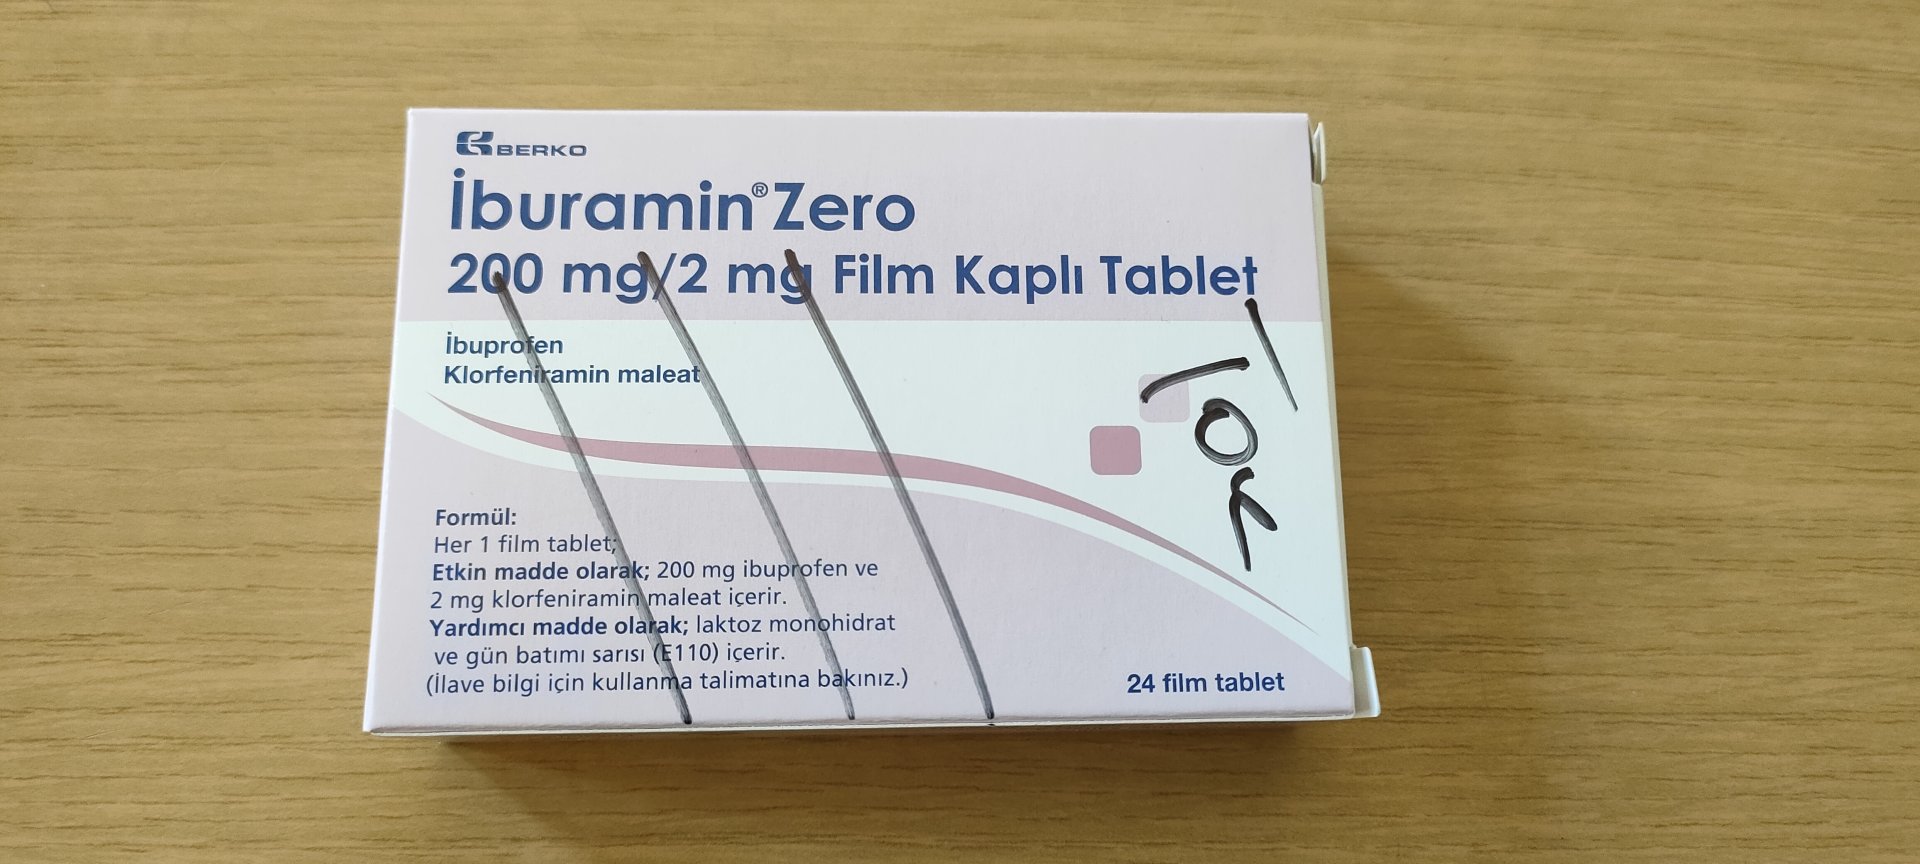 BERKO
İburamin® Zero
200 mg/2 mg Film Kaplı Tablet
İbuprofen
Klorfeniramin maleat
TOK
Formül:
Her 1 film tablet;
Etkin madde olarak; 200 mg ibuprofen ve
2 mg klorfeniramin maleat içerir.
Yardımcı madde olarak; laktoz monohidrat
ve gün batımı sarısı (E110) içerir.
(İlave bilgi için kullanma talimatına bakınız.)
24 film tablet